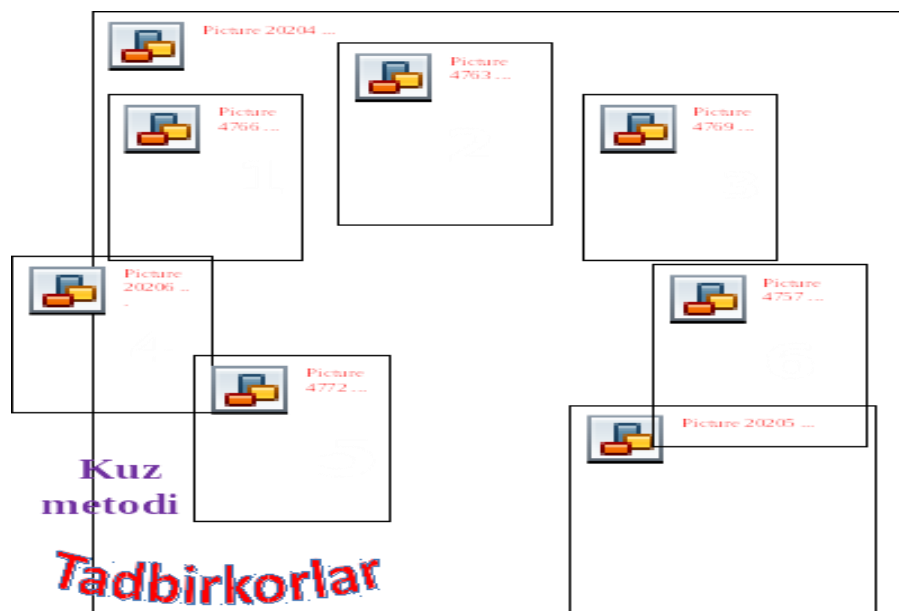 Picture 20204 ...
Picture
4763 ...
Picture
4766 ...
Picture
4769 ...
Picture
20206 ..
.
Picture
4757 ...
Picture
4772 ...
Picture 20205 ...
Kuz
metodi
Tadbirkorlar